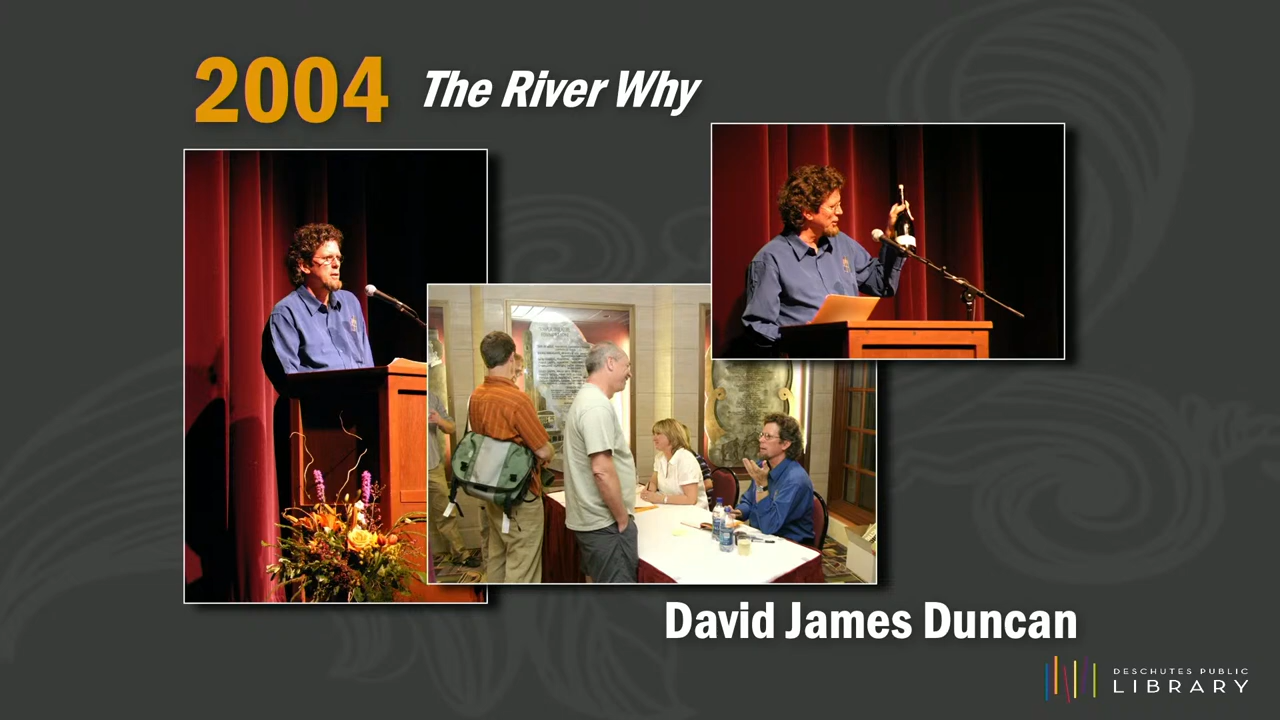 2004
The River Why
David James Duncan
DESCHUTES PUBLIC
LIBRARY